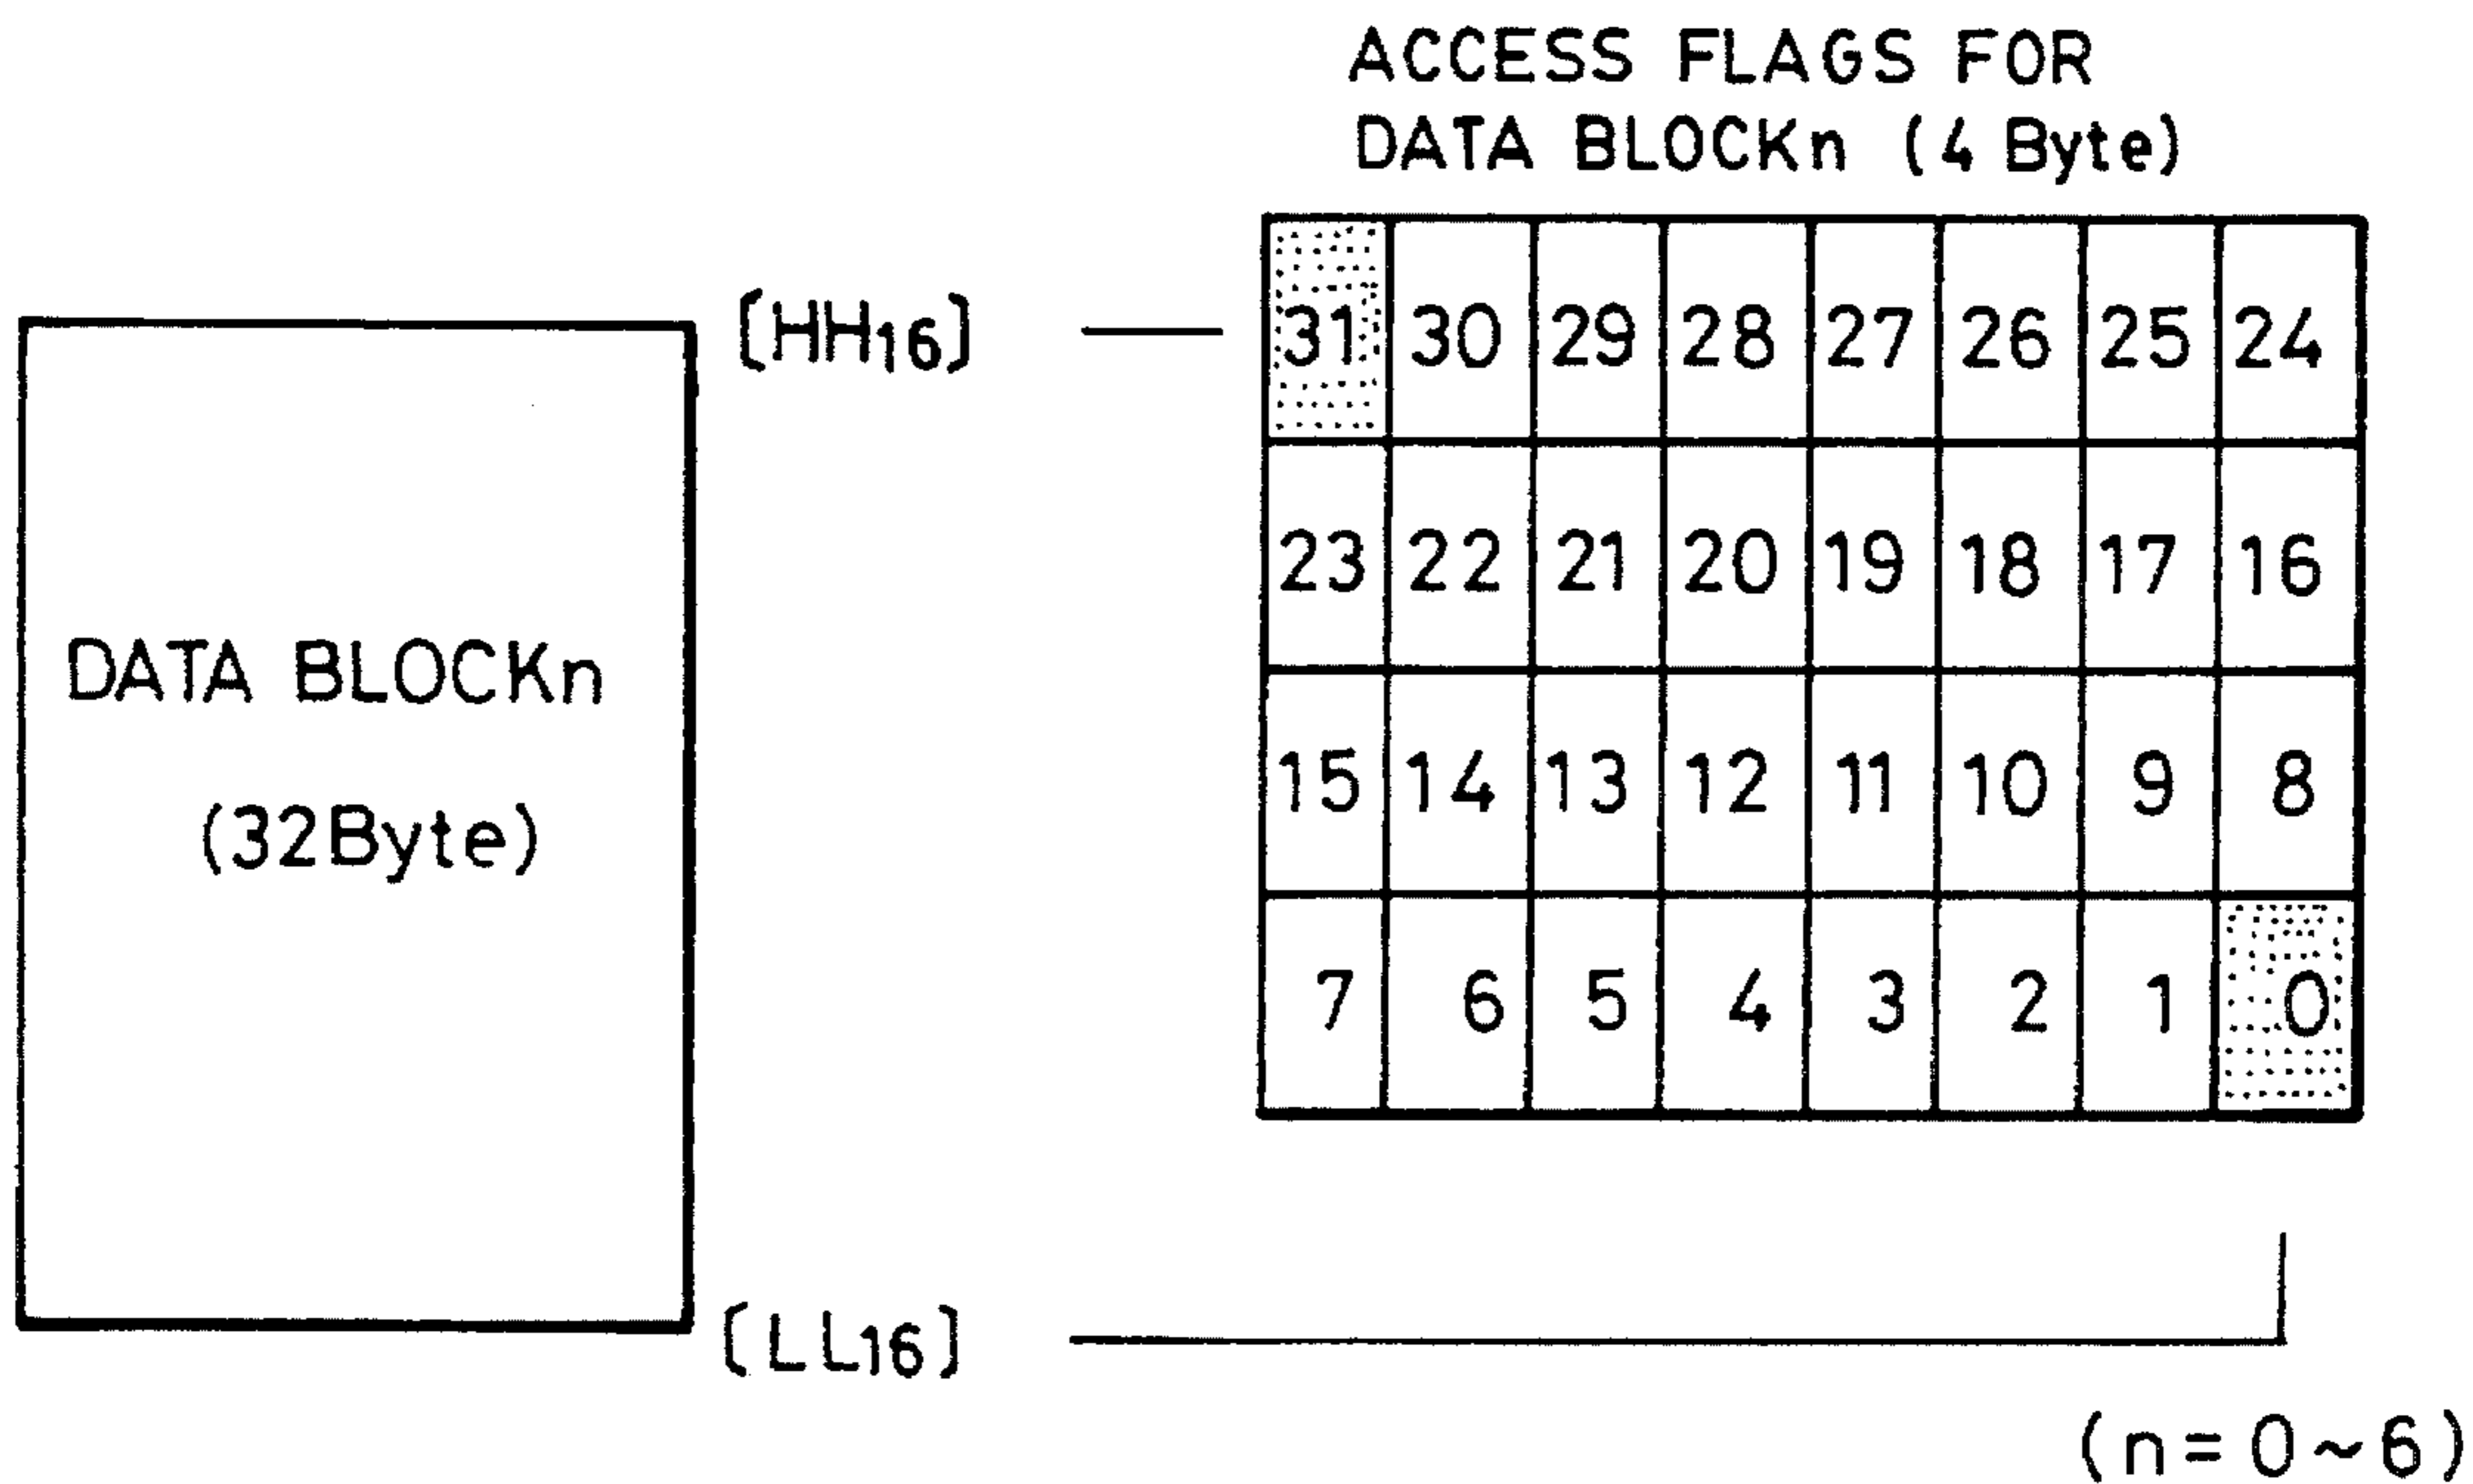 ACCESS FLAGS FOR
DATA BLOCKn (4 Byte)
[HH16]
31 30 29 28 27 26 25 24
23 22 21 20 19 18 17 16
DATA BLOCKn
(32Byte)
15 14 13 12 11 10 9 8
7 6 5 4 3 2 1 0
[LL16]
(n=0~6)